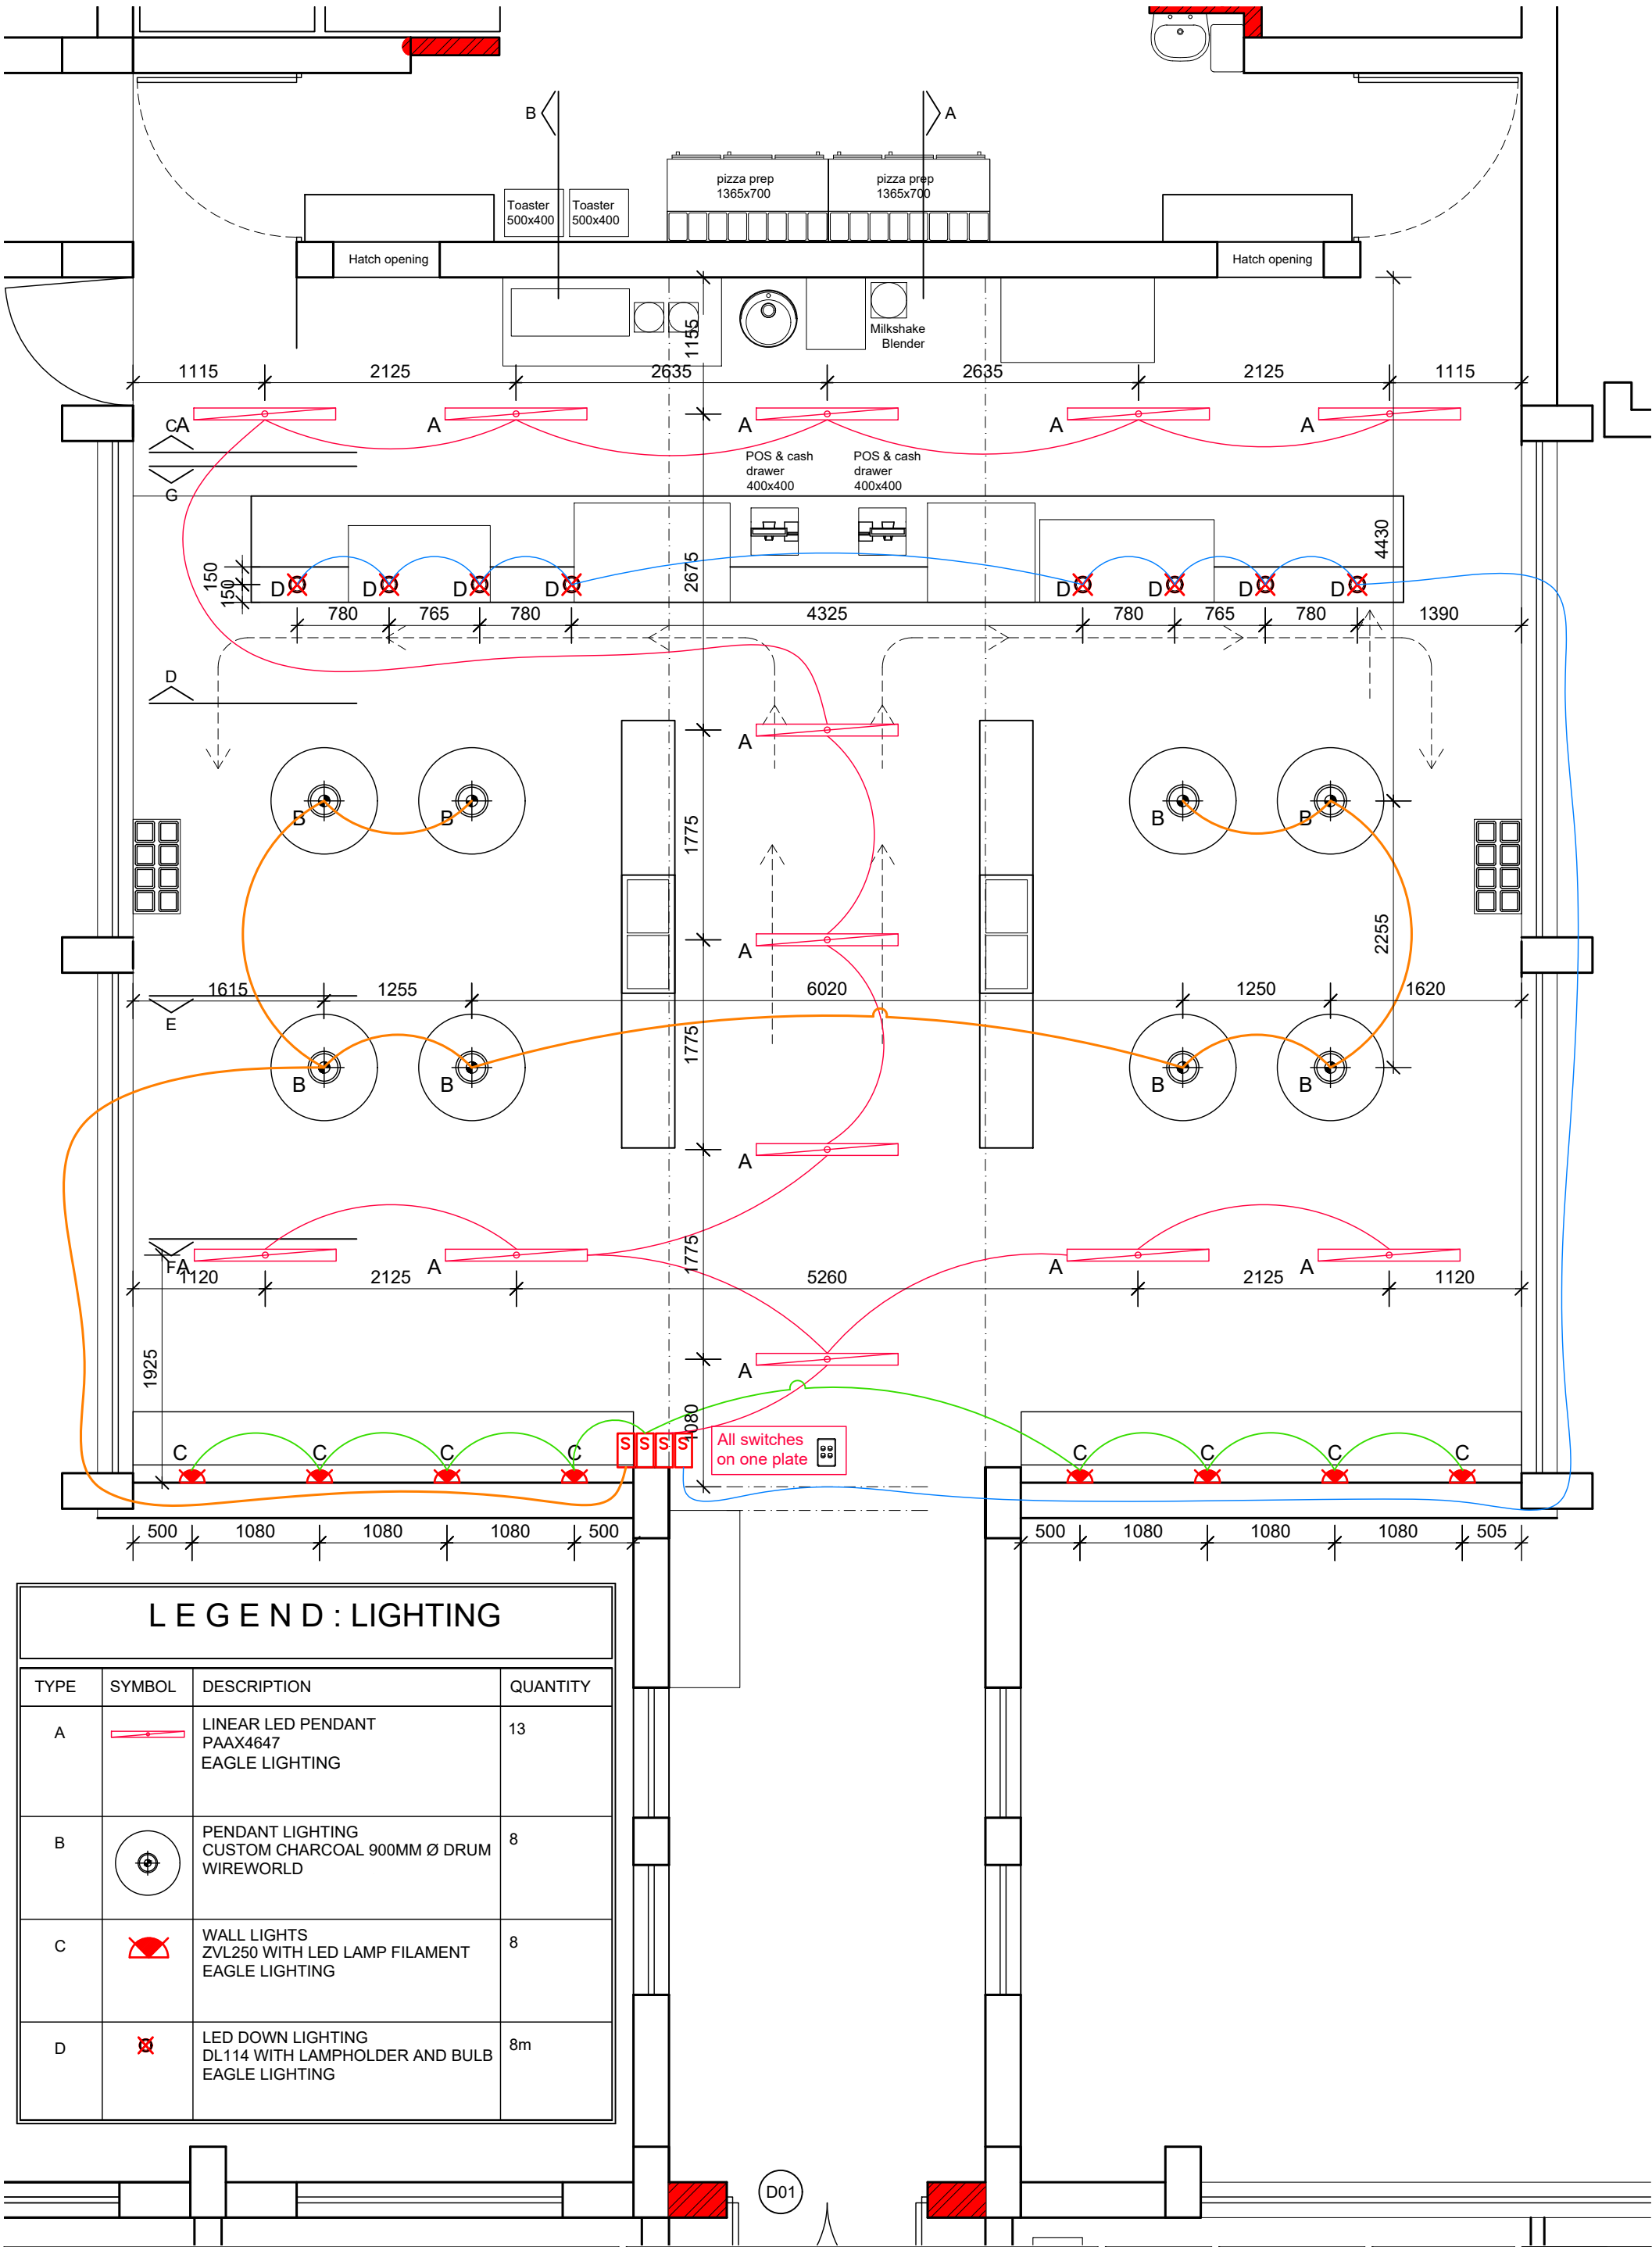 B
A
pizza prep
1365x700
pizza prep
1365x700
Toaster
500x400
Toaster
500x400
Hatch opening
Hatch opening
Milkshake
Blender
1155
1115
2125
2635
2635
2125
1115
C
A
A
A
A
A
G
POS & cash
drawer
400x400
POS & cash
drawer
400x400
4430
2675
150
150
D
D
D
D
D
D
D
D
780
765
780
4325
780
765
780
1390
D
A
B
B
B
B
1775
A
2255
1615
1255
6020
1250
1620
E
1775
B
B
B
B
A
1775
F
A
A
A
A
1120
2125
5260
2125
1120
1925
A
1080
C
C
C
C
S
S
S
S
All switches
on one plate
C
C
C
C
500
1080
1080
1080
500
500
1080
1080
1080
505
L E G E N D : LIGHTING
TYPE
SYMBOL
DESCRIPTION
QUANTITY
A
LINEAR LED PENDANT
PAAX4647
EAGLE LIGHTING
13
B
PENDANT LIGHTING
CUSTOM CHARCOAL 900MM Ø DRUM
WIREWORLD
8
C
WALL LIGHTS
ZVL250 WITH LED LAMP FILAMENT
EAGLE LIGHTING
8
D
LED DOWN LIGHTING
DL114 WITH LAMPHOLDER AND BULB
EAGLE LIGHTING
8m
D01